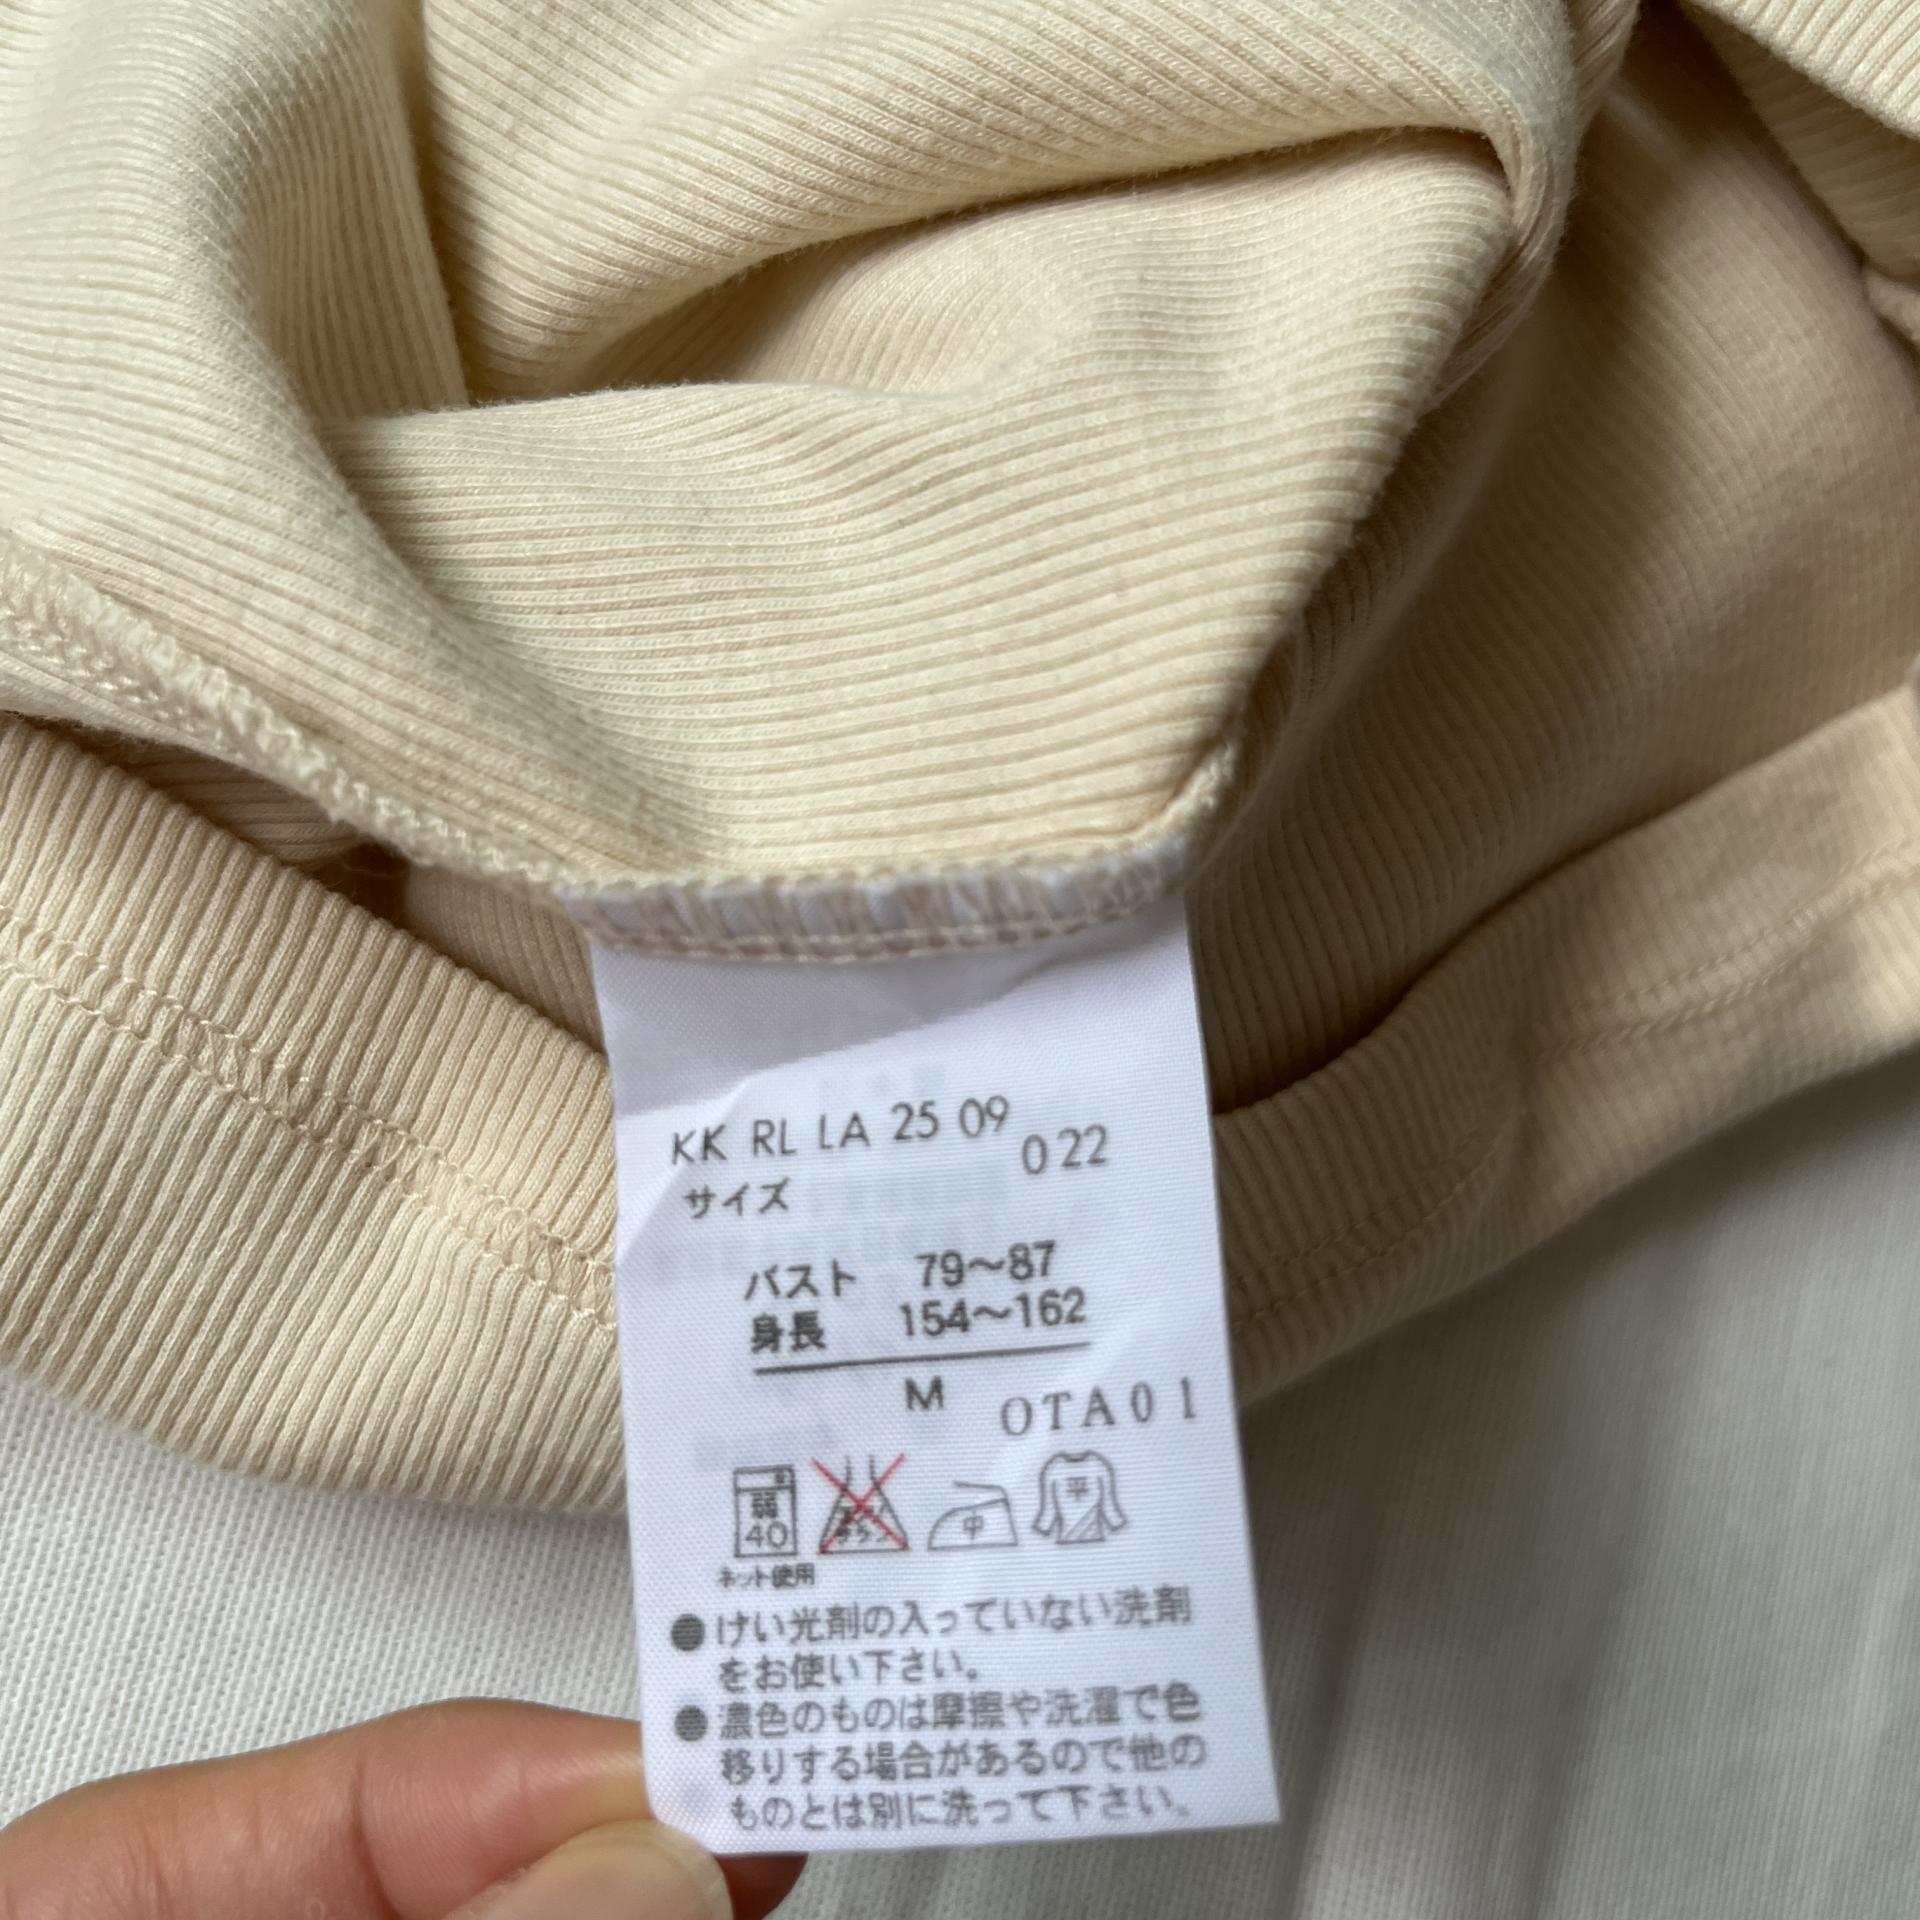 KK RL LA 25 09
022
サイズ
バスト 79〜87
身長 154〜162
M
OTA01
弱
40
中
平
ネット使用
●けい光剤の入っていない洗剤
をお使い下さい。
●濃色のものは摩擦や洗濯で色
移りする場合があるので他の
ものとは別に洗って下さい。